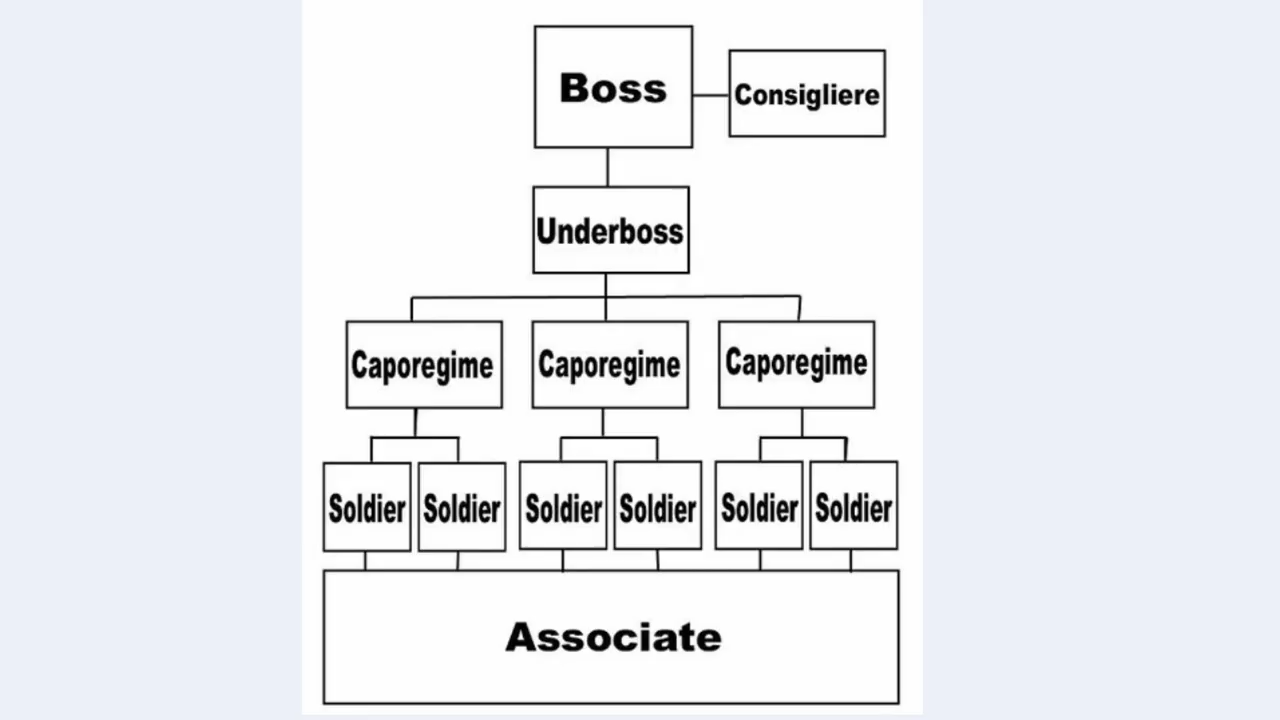 Boss
Consigliere
Underboss
Caporegime
Caporegime
Caporegime
Soldier
Soldier
Soldier
Soldier
Soldier
Soldier
Associate